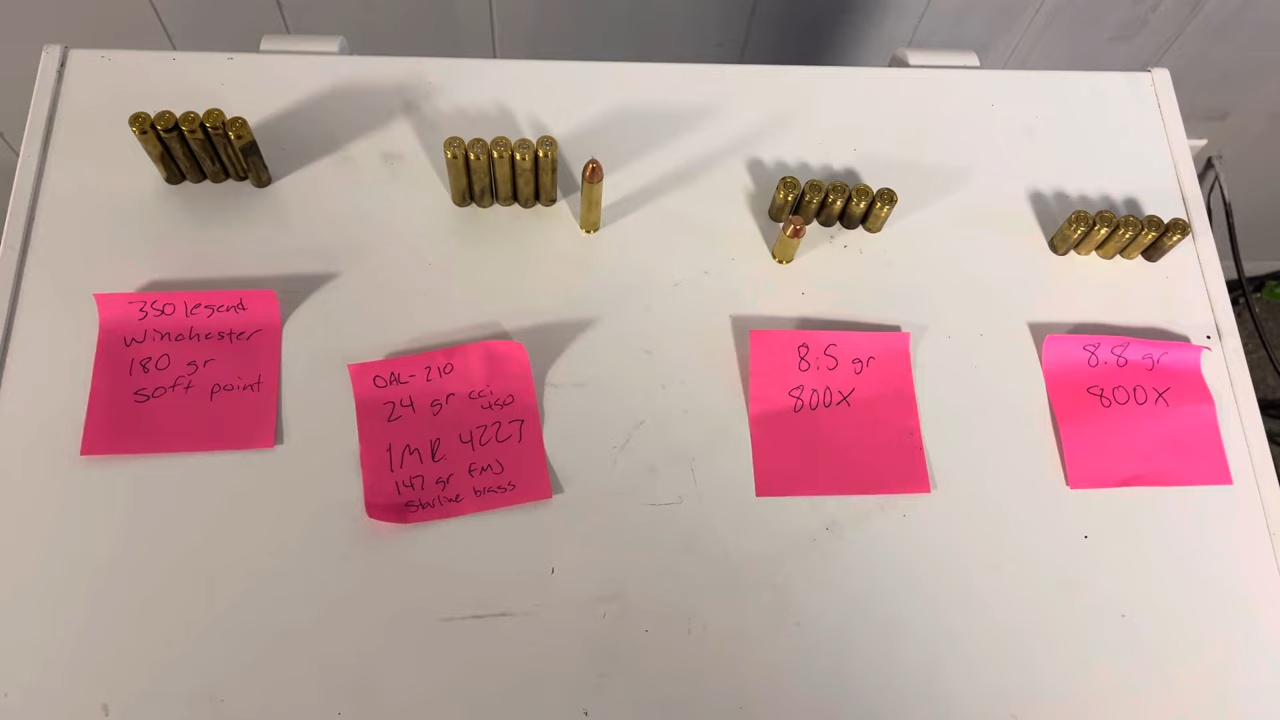 350 legend
Winchester
180 gr
soft point
OAL-210
24 gr cci
450
IMR 4227
147 gr FMJ
Starline brass
8.5 gr
800X
8.8 gr
800X